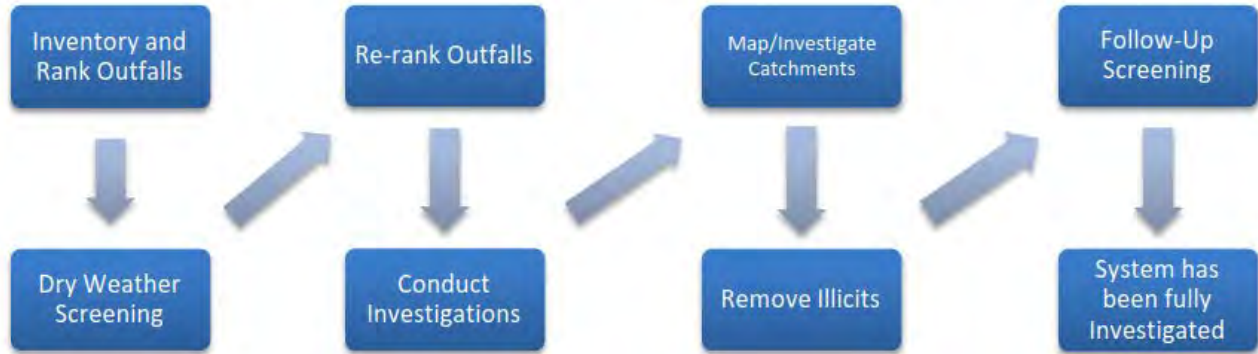 Inventory and
Rank Outfalls
Dry Weather
Screening
Re-rank Outfalls
Conduct
Investigations
Map/Investigate
Catchments
Remove Illicits
Follow-Up
Screening
System has
been fully
Investigated